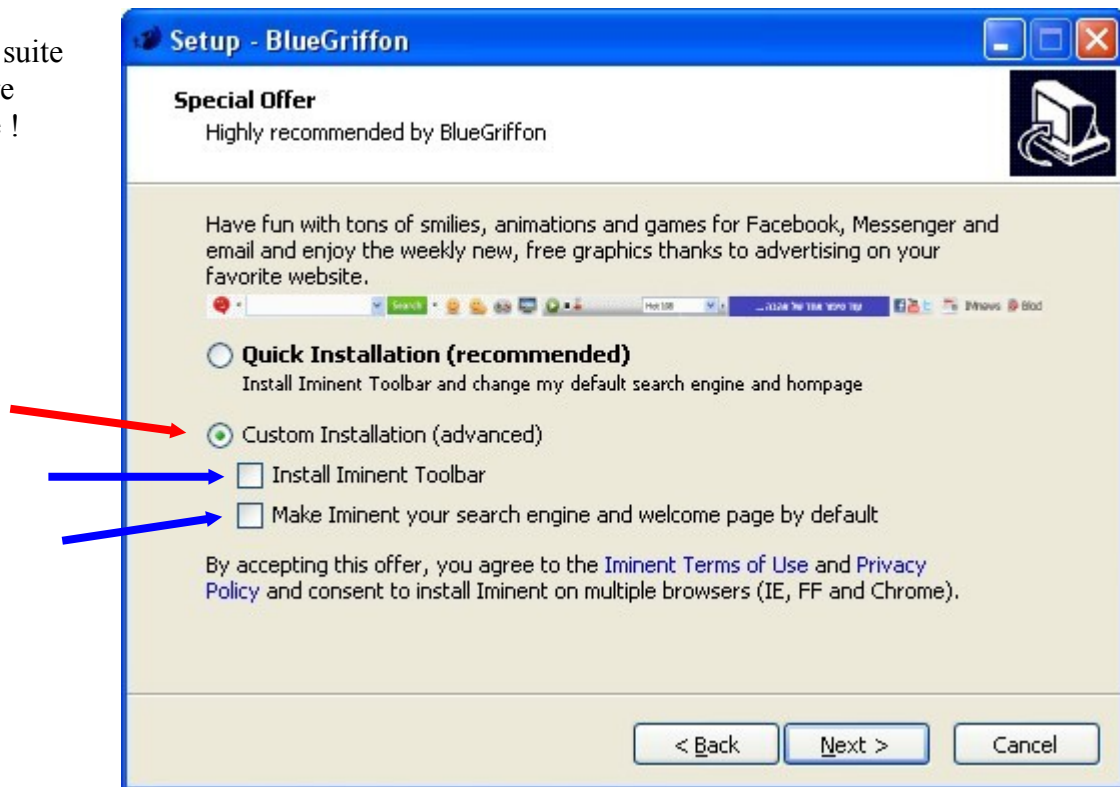 suite
e
!
Setup - BlueGriffon
Special Offer
Highly recommended by BlueGriffon
Have fun with tons of smilies, animations and games for Facebook, Messenger and
email and enjoy the weekly new, free graphics thanks to advertising on your
favorite website.
Search Hot 108
Quick Installation (recommended)
Install Iminent Toolbar and change my default search engine and hompage
Custom Installation (advanced)
Install Iminent Toolbar
Make Iminent your search engine and welcome page by default
By accepting this offer, you agree to the Iminent Terms of Use and Privacy
Policy and consent to install Iminent on multiple browsers (IE, FF and Chrome).
< Back Next > Cancel